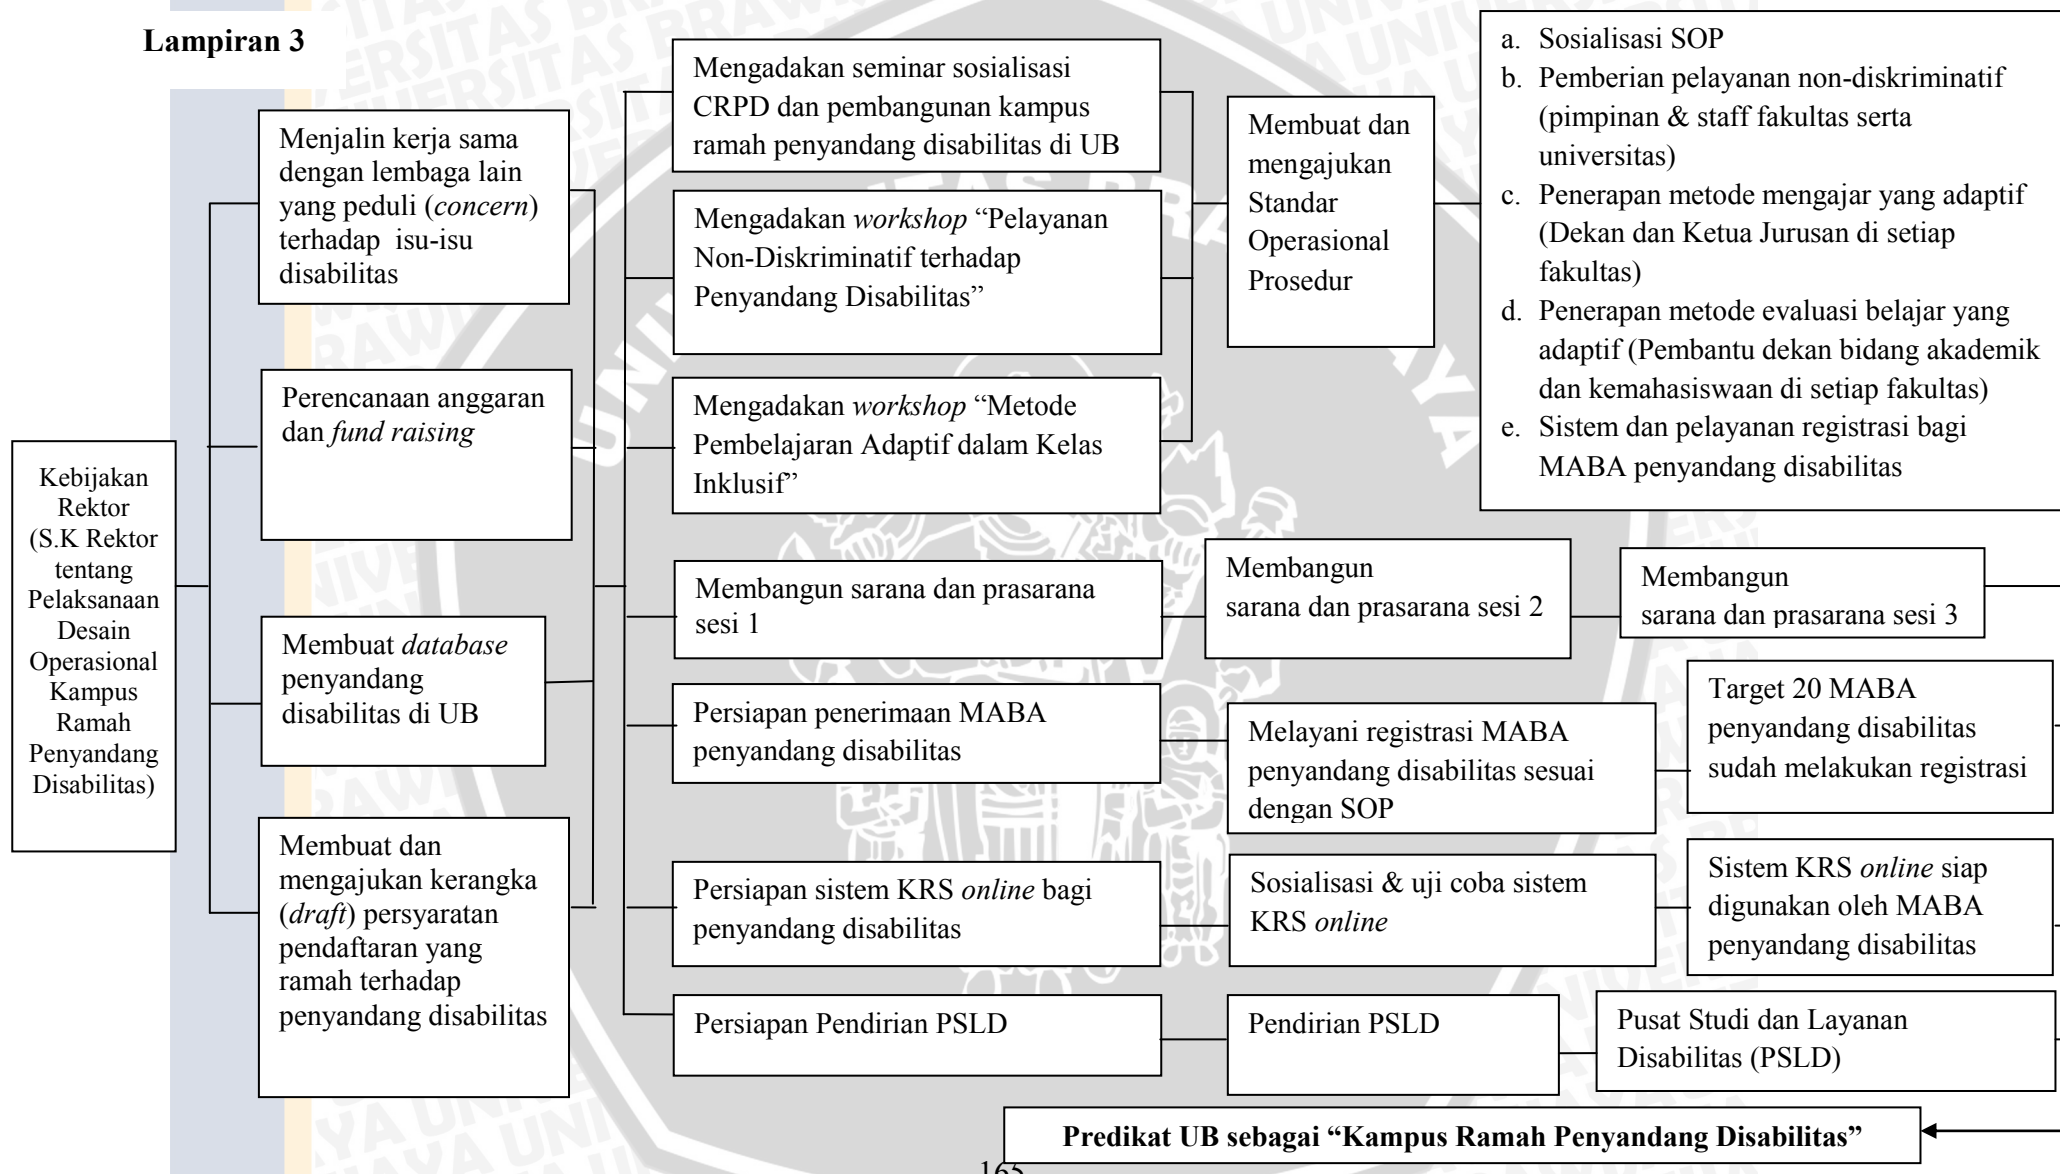 Lampiran 3
Kebijakan
Rektor
(S.K Rektor
tentang
Pelaksanaan
Desain
Operasional
Kampus
Ramah
Penyandang
Disabilitas)
Menjalin kerja sama
dengan lembaga lain
yang peduli (concern)
terhadap isu-isu
disabilitas
Perencanaan anggaran
dan fund raising
Membuat database
penyandang
disabilitas di UB
Membuat dan
mengajukan kerangka
(draft) persyaratan
pendaftaran yang
ramah terhadap
penyandang disabilitas
Mengadakan seminar sosialisasi
CRPD dan pembangunan kampus
ramah penyandang disabilitas di UB
Mengadakan workshop “Pelayanan
Non-Diskriminatif terhadap
Penyandang Disabilitas”
Mengadakan workshop “Metode
Pembelajaran Adaptif dalam Kelas
Inklusif”
Membangun sarana dan prasarana
sesi 1
Persiapan penerimaan MABA
penyandang disabilitas
Persiapan sistem KRS online bagi
penyandang disabilitas
Persiapan Pendirian PSLD
Membuat dan
mengajukan
Standar
Operasional
Prosedur
Membangun
sarana dan prasarana sesi 2
Melayani registrasi MABA
penyandang disabilitas sesuai
dengan SOP
Sosialisasi & uji coba sistem
KRS online
Pendirian PSLD
a. Sosialisasi SOP
b. Pemberian pelayanan non-diskriminatif
(pimpinan & staff fakultas serta
universitas)
c. Penerapan metode mengajar yang adaptif
(Dekan dan Ketua Jurusan di setiap
fakultas)
d. Penerapan metode evaluasi belajar yang
adaptif (Pembantu dekan bidang akademik
dan kemahasiswaan di setiap fakultas)
e. Sistem dan pelayanan registrasi bagi
MABA penyandang disabilitas
Membangun
sarana dan prasarana sesi 3
Target 20 MABA
penyandang disabilitas
sudah melakukan registrasi
Sistem KRS online siap
digunakan oleh MABA
penyandang disabilitas
Pusat Studi dan Layanan
Disabilitas (PSLD)
Predikat UB sebagai “Kampus Ramah Penyandang Disabilitas”
165